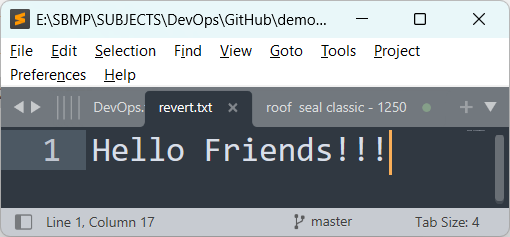 E:\SBMP\SUBJECTS\DevOps\GitHub\demo...
File Edit Selection Find View Goto Tools Project
Preferences Help
DevOps. revert.txt × roof seal classic - 1250
1 Hello Friends!!!
Line 1, Column 17 master Tab Size: 4